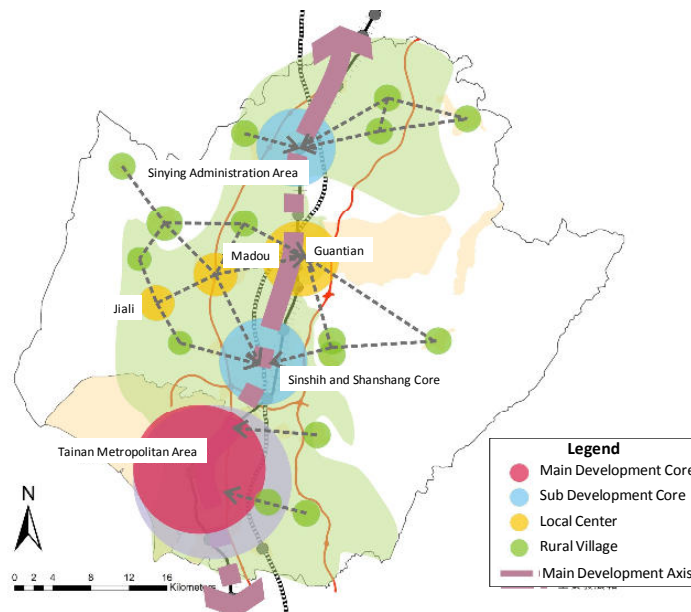 Sinying Administration Area
Madou
Guantian
Jiali
Sinshih and Shanshang Core
Tainan Metropolitan Area
N
0 2 4 8 12 16
Kilometers
Legend
Main Development Core
Sub Development Core
Local Center
Rural Village
Main Development Axis